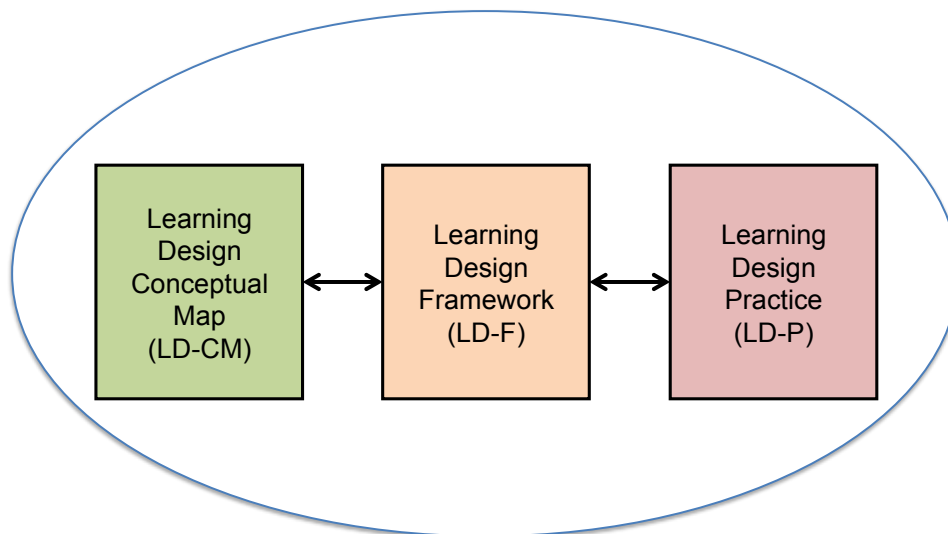 Learning
Design
Conceptual
Map
(LD-CM)
Learning
Design
Framework
(LD-F)
Learning
Design
Practice
(LD-P)